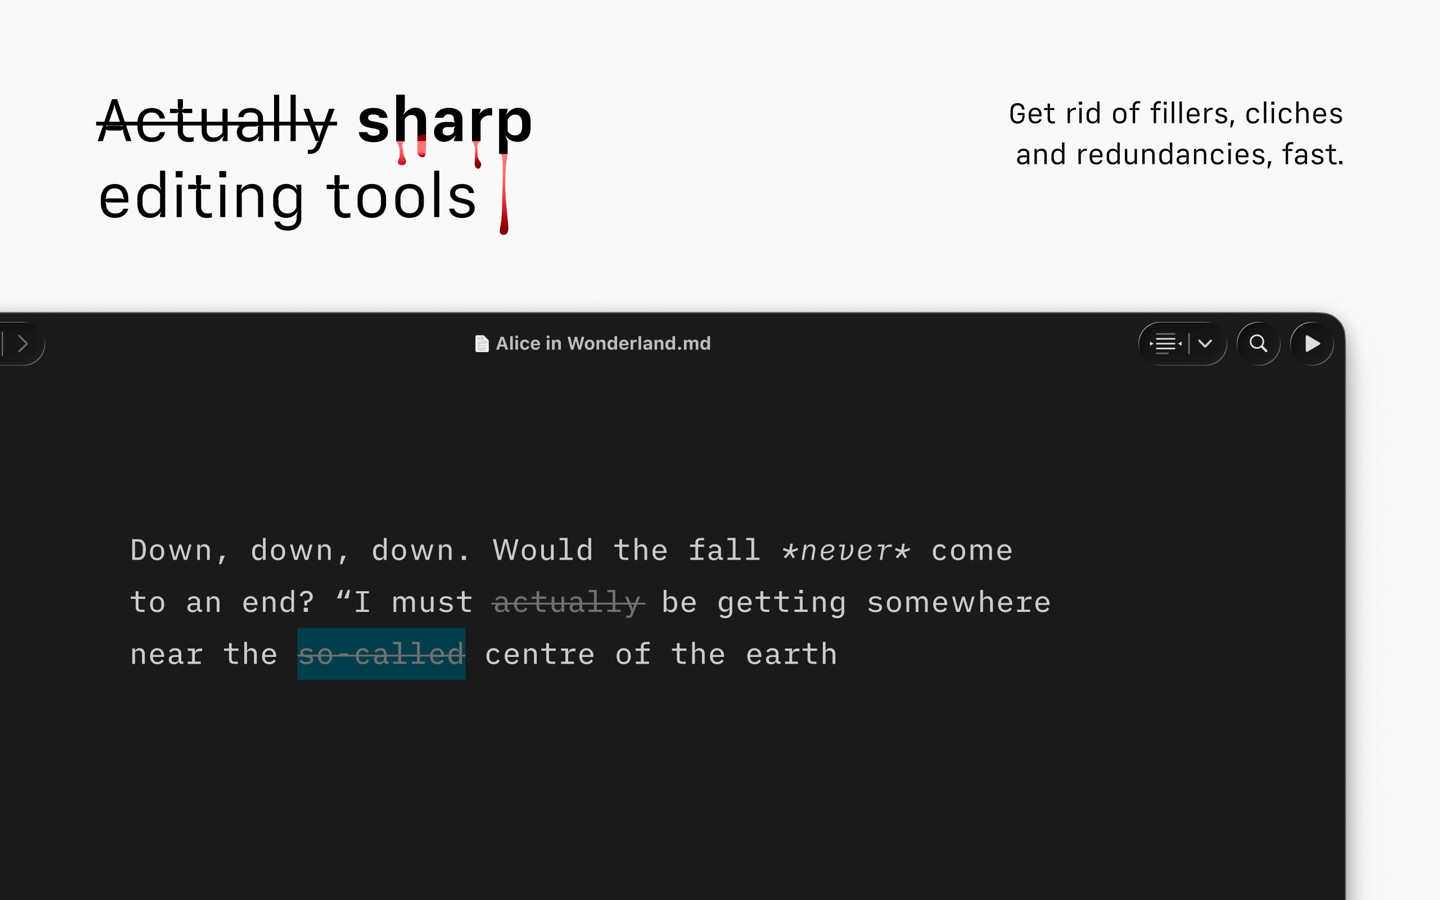 Actually sharp
editing tools
Get rid of fillers, cliches
and redundancies, fast.
Alice in Wonderland.md
Down, down, down. Would the fall *never* come
to an end? “I must actually be getting somewhere
near the so-called centre of the earth